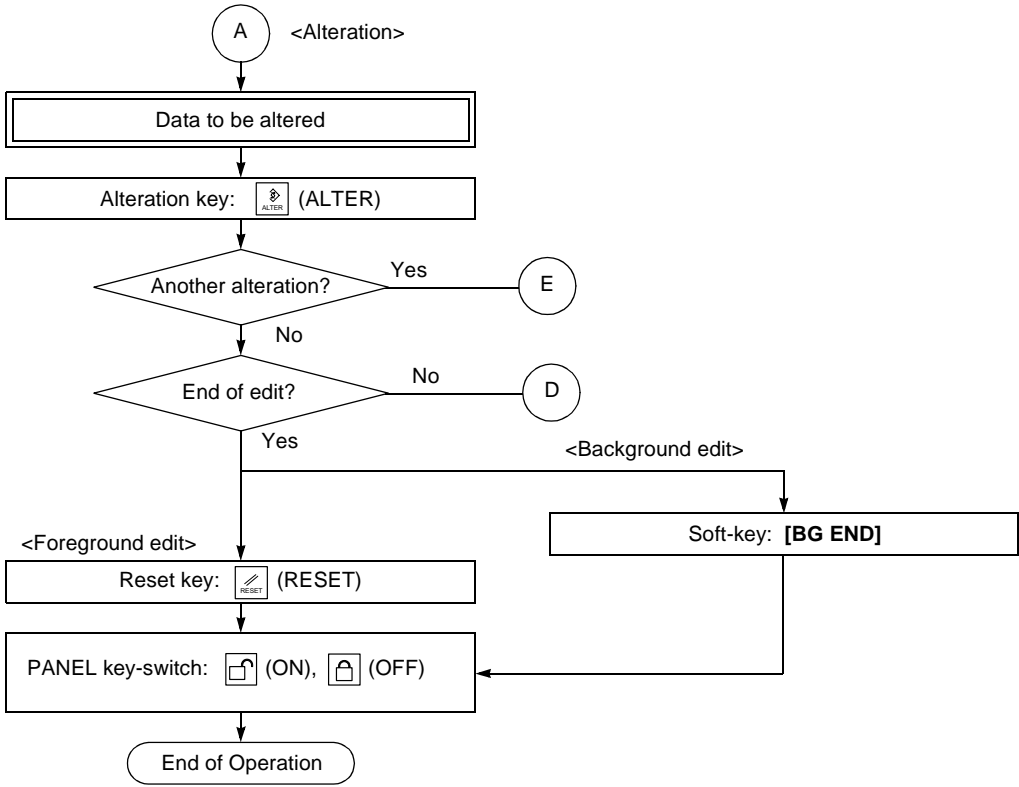 A <Alteration>
Data to be altered
Alteration key: ALTER (ALTER)
Another alteration? Yes E
No
End of edit? No D
Yes
<Background edit>
Soft-key: [BG END]
<Foreground edit>
Reset key: RESET (RESET)
PANEL key-switch: (ON), (OFF)
End of Operation